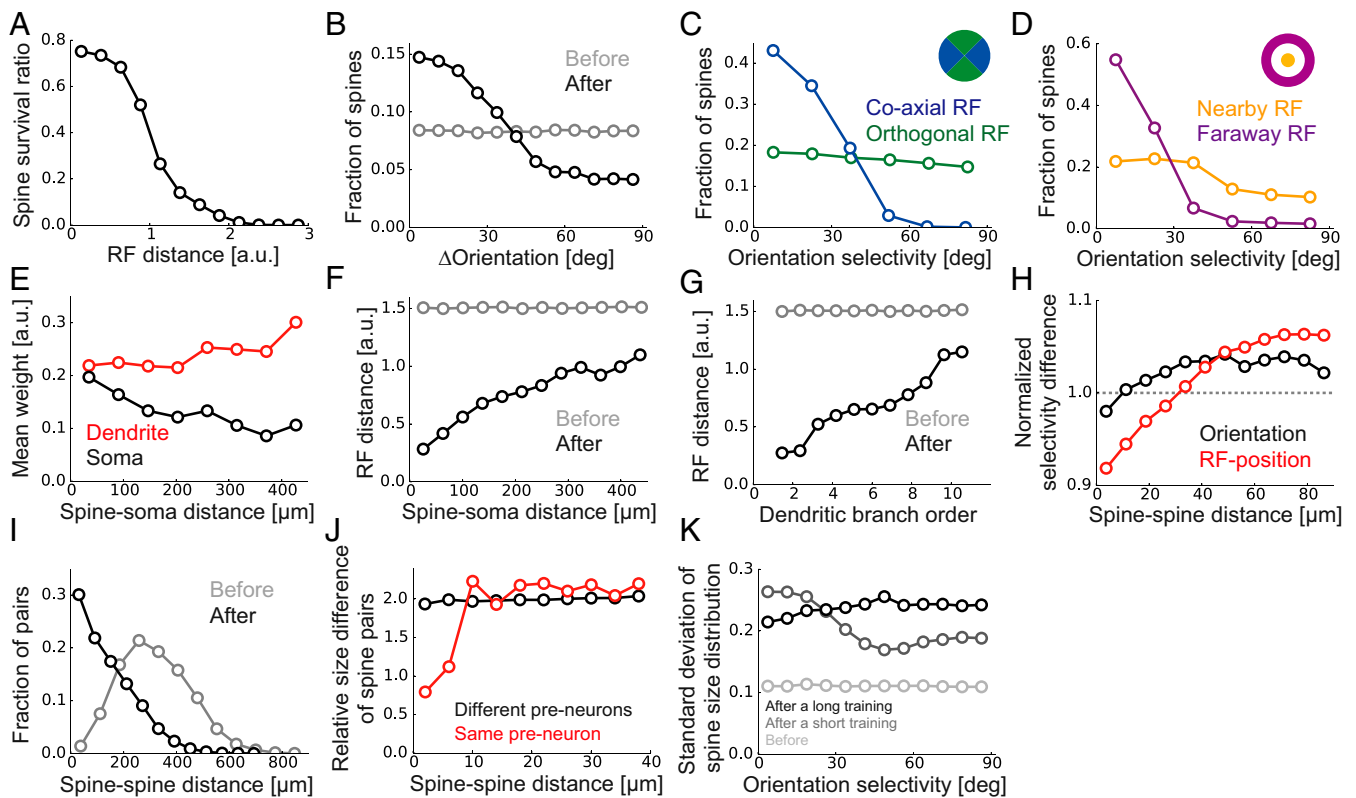 A
Spine survival ratio
0.8
0.6
0.4
0.2
0.0
0 1 2 3
RF distance [a.u.]
B
Fraction of spines
0.15
0.10
0.05
0.00
0 30 60 90
ΔOrientation [deg]
Before
After
C
Fraction of spines
0.4
0.2
0.0
0 30 60 90
Orientation selectivity [deg]
Co-axial RF
Orthogonal RF
D
Fraction of spines
0.6
0.4
0.2
0.0
0 30 60 90
Orientation selectivity [deg]
Nearby RF
Faraway RF
E
Mean weight [a.u.]
0.3
0.2
0.1
0.0
0 100 200 300 400
Spine-soma distance [µm]
Dendrite
Soma
F
RF distance [a.u.]
1.5
1.0
0.5
0.0
0 100 200 300 400
Spine-soma distance [µm]
Before
After
G
RF distance [a.u.]
1.5
1.0
0.5
0.0
0 2 4 6 8 10
Dendritic branch order
Before
After
H
Normalized
selectivity difference
1.1
1.0
0.9
0 20 40 60 80
Spine-spine distance [µm]
Orientation
RF-position
I
Fraction of pairs
0.3
0.2
0.1
0.0
0 200 400 600 800
Spine-spine distance [µm]
Before
After
J
Relative size difference
of spine pairs
2.0
1.5
1.0
0.5
0.0
0 10 20 30 40
Spine-spine distance [µm]
Different pre-neurons
Same pre-neuron
K
Standard deviation of
spine size distribution
0.3
0.2
0.1
0.0
0 30 60 90
Orientation selectivity [deg]
After a long training
After a short training
Before